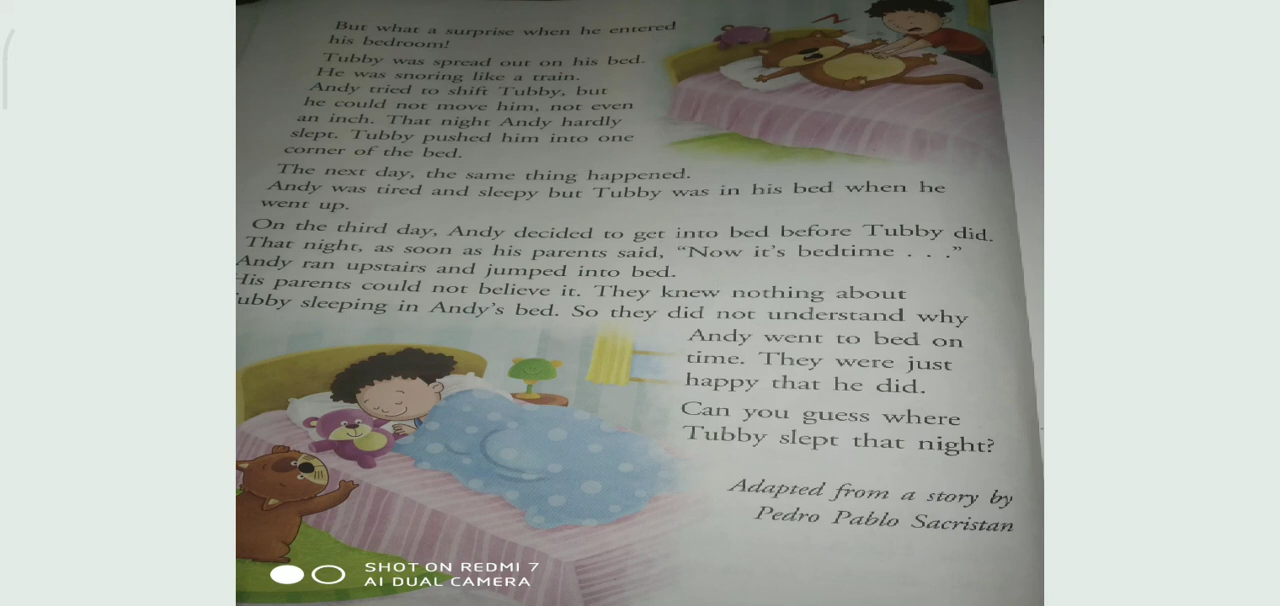 But what a surprise when he entered
his bedroom!
Tubby was spread out on his bed.
He was snoring like a train.
Andy tried to shift Tubby, but
he could not move him, not even
an inch. That night Andy hardly
slept. Tubby pushed him into one
corner of the bed.
The next day, the same thing happened.
Andy was tired and sleepy but Tubby was in his bed when he
went up.
On the third day, Andy decided to get into bed before Tubby did.
That night, as soon as his parents said, “Now it’s bedtime . . .”
Andy ran upstairs and jumped into bed.
His parents could not believe it. They knew nothing about
Tubby sleeping in Andy’s bed. So they did not understand why
Andy went to bed on
time. They were just
happy that he did.
Can you guess where
Tubby slept that night?
Adapted from a story by
Pedro Pablo Sacristan
SHOT ON REDMI 7
AI DUAL CAMERA